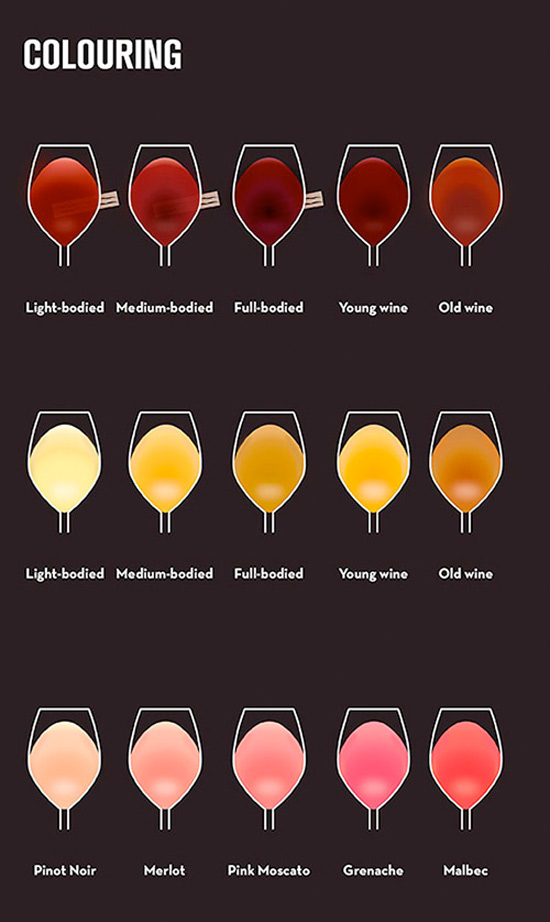 COLOURING
Light-bodied Medium-bodied Full-bodied Young wine Old wine
Light-bodied Medium-bodied Full-bodied Young wine Old wine
Pinot Noir Merlot Pink Moscato Grenache Malbec